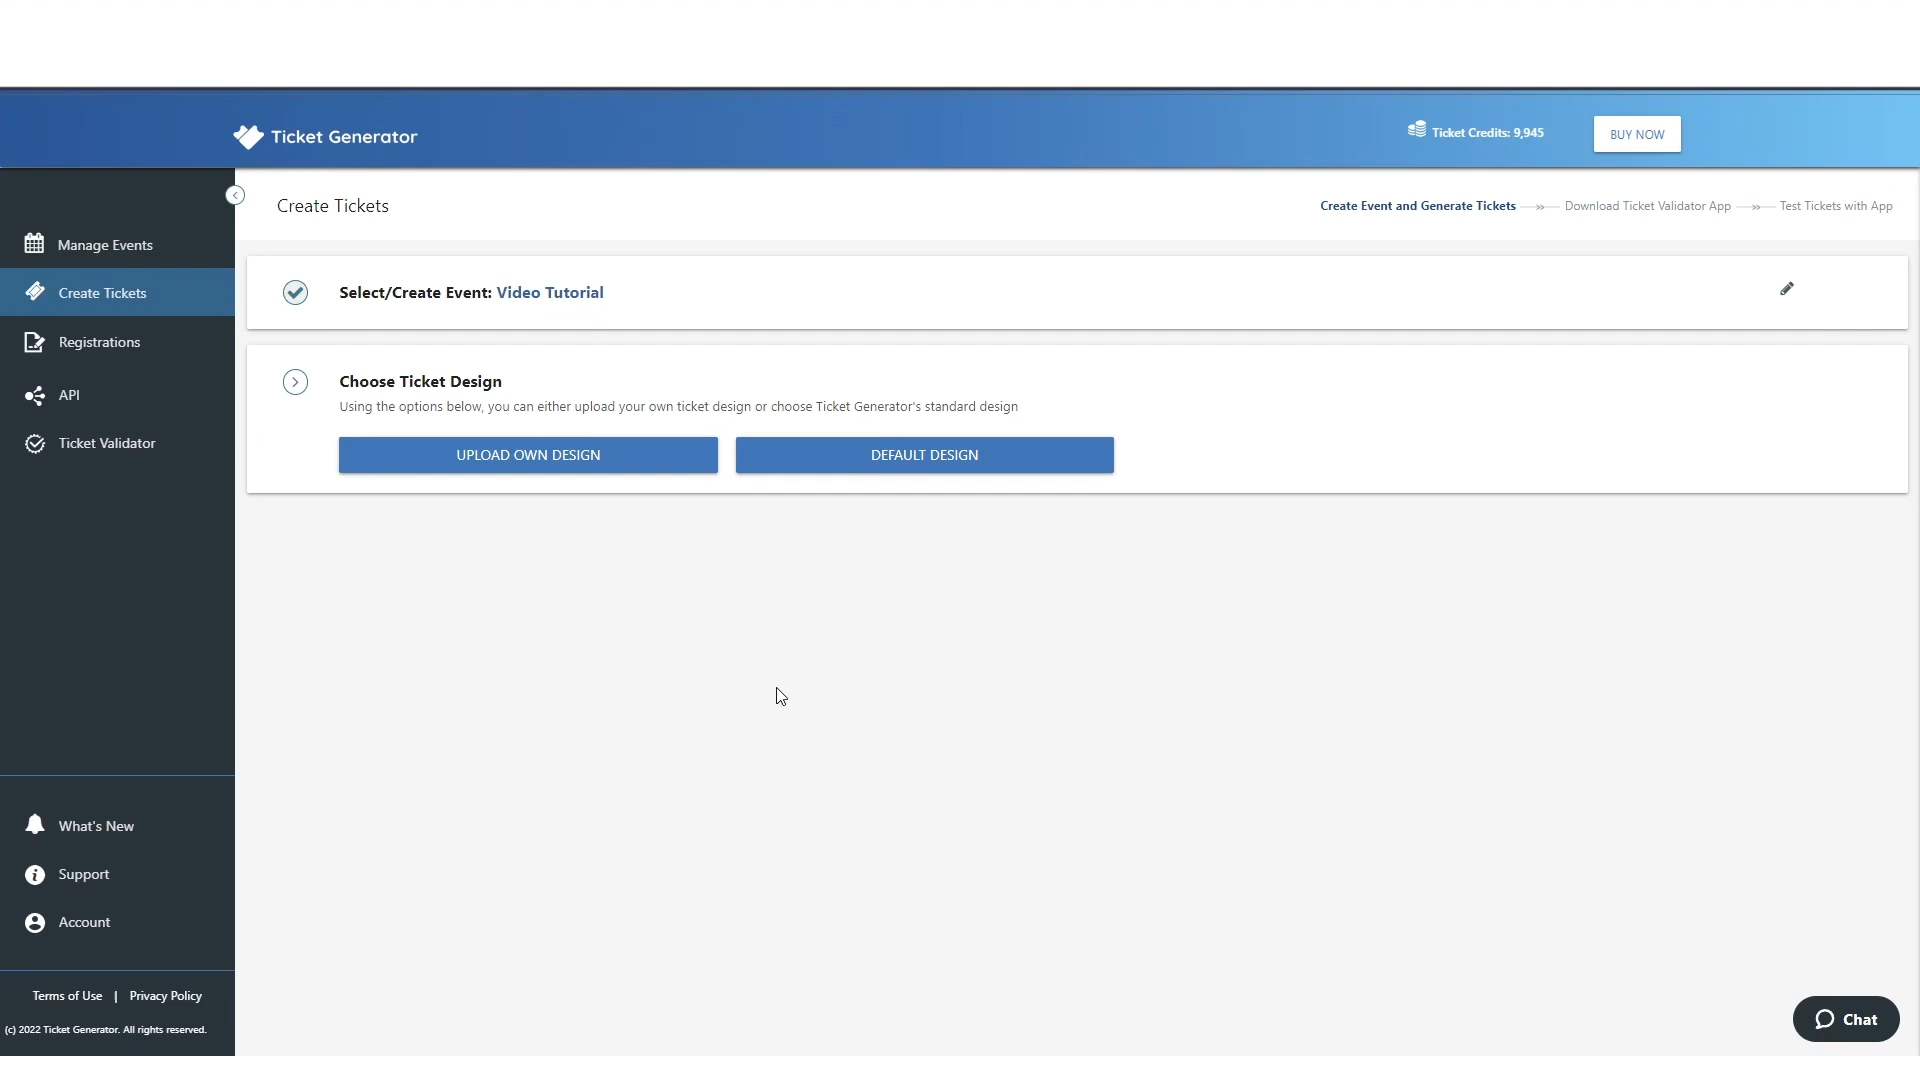 Ticket Generator
Ticket Credits: 9,945
BUY NOW
Create Tickets
Create Event and Generate Tickets
Download Ticket Validator App
Test Tickets with App
Manage Events
Create Tickets
Registrations
API
Ticket Validator
Select/Create Event: Video Tutorial
Choose Ticket Design
Using the options below, you can either upload your own ticket design or choose Ticket Generator's standard design
UPLOAD OWN DESIGN
DEFAULT DESIGN
What's New
Support
Account
Terms of Use | Privacy Policy
(c) 2022 Ticket Generator. All rights reserved.
Chat